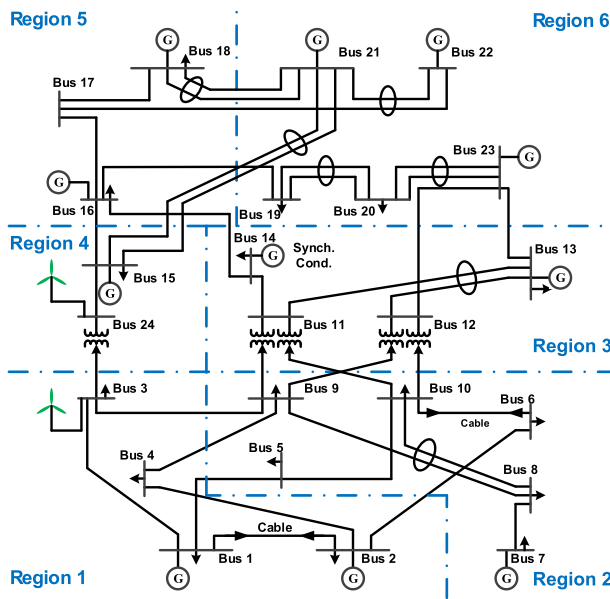 Region 5
Region 6
G
G
G
Bus 18
Bus 21
Bus 22
Bus 17
Bus 23
G
G
Bus 16
Bus 19
Bus 20
Region 4
Bus 14
Synch.
Cond.
G
Bus 13
Bus 15
G
G
Bus 24
Bus 11
Bus 12
Region 3
Bus 3
Bus 9
Bus 10
Bus 6
Cable
Bus 4
Bus 5
Bus 8
Cable
Bus 1
Bus 2
Bus 7
G
G
G
Region 1
Region 2